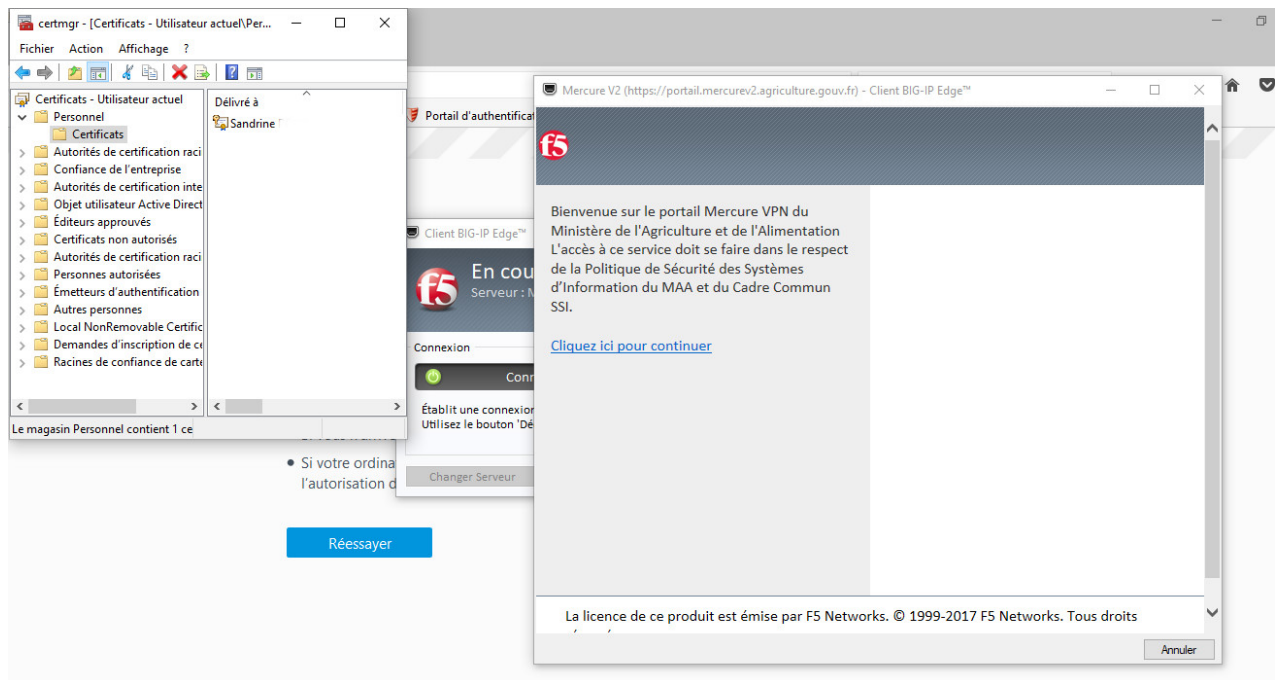 certmgr - [Certificats - Utilisateur actuel\Per...
Fichier Action Affichage ?
Certificats - Utilisateur actuel
Personnel
Certificats
Autorités de certification raci
Confiance de l'entreprise
Autorités de certification inte
Objet utilisateur Active Direct
Éditeurs approuvés
Certificats non autorisés
Autorités de certification raci
Personnes autorisées
Émetteurs d'authentification
Autres personnes
Local NonRemovable Certific
Demandes d'inscription de ce
Racines de confiance de carte
Délivré à
Sandrine
Le magasin Personnel contient 1 ce
Portail d'authentificat
Client BIG-IP Edge™
f5
En cou
Serveur : M
Connexion
Conn
Établit une connexion
Utilisez le bouton 'Dé
Changer Serveur
• Si votre ordina
l'autorisation d
Réessayer
Mercure V2 (https://portail.mercurev2.agriculture.gouv.fr) - Client BIG-IP Edge™
f5
Bienvenue sur le portail Mercure VPN du
Ministère de l'Agriculture et de l'Alimentation
L'accès à ce service doit se faire dans le respect
de la Politique de Sécurité des Systèmes
d'Information du MAA et du Cadre Commun
SSI.
Cliquez ici pour continuer
La licence de ce produit est émise par F5 Networks. © 1999-2017 F5 Networks. Tous droits
Annuler